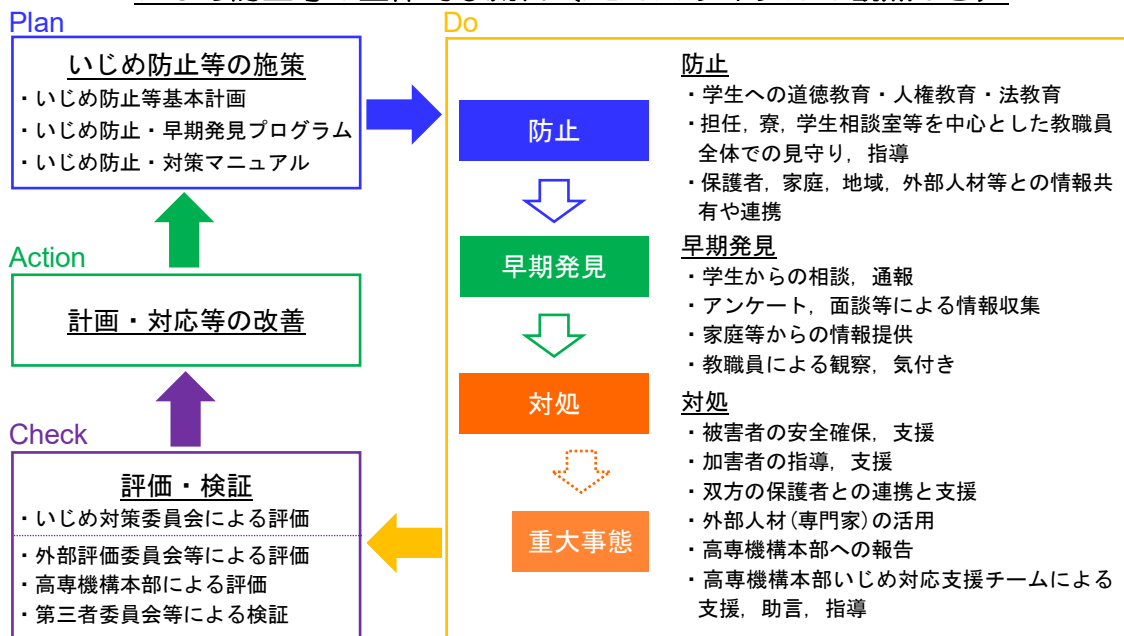 Plan
いじめ防止等の施策
・いじめ防止等基本計画
・いじめ防止・早期発見プログラム
・いじめ防止・対策マニュアル
Action
計画・対応等の改善
Check
評価・検証
・いじめ対策委員会による評価
・外部評価委員会等による評価
・高専機構本部による評価
・第三者委員会等による検証
Do
防止
早期発見
対処
重大事態
防止
・学生への道徳教育・人権教育・法教育
・担任，寮，学生相談室等を中心とした教職員
全体での見守り，指導
・保護者，家庭，地域，外部人材等との情報共
有や連携
早期発見
・学生からの相談，通報
・アンケート，面談等による情報収集
・家庭等からの情報提供
・教職員による観察，気付き
対処
・被害者の安全確保，支援
・加害者の指導，支援
・双方の保護者との連携と支援
・外部人材(専門家)の活用
・高専機構本部への報告
・高専機構本部いじめ対応支援チームによる
支援，助言，指導